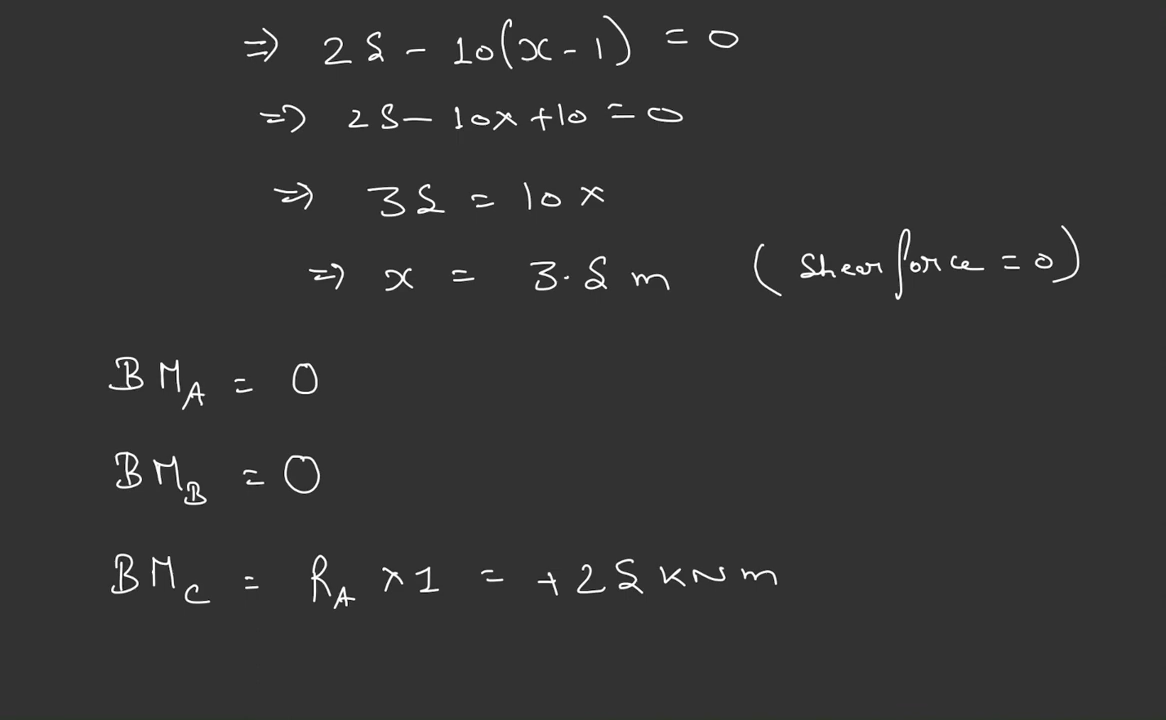 ⇒ 25 - 10(x-1) = 0
⇒ 25 - 10x + 10 = 0
⇒ 35 = 10x
⇒ x = 3.5 m (Shear force = 0)
BM_A = 0
BM_B = 0
BM_C = R_A × 1 = +25 KNm